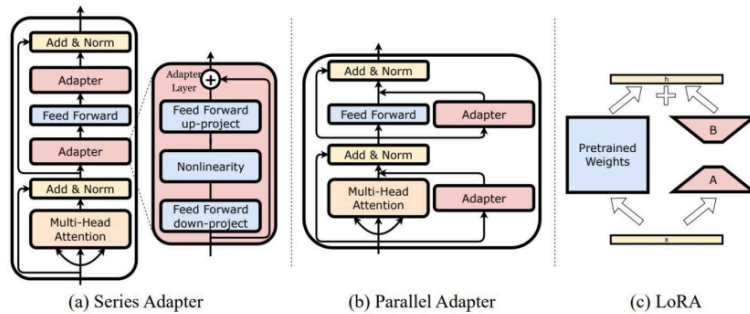 Add & Norm
Adapter
Feed Forward
Adapter
Add & Norm
Multi-Head
Attention
Adapter
Layer
Feed Forward
up-project
Nonlinearity
Feed Forward
down-project
(a) Series Adapter
Add & Norm
Feed Forward
Adapter
Add & Norm
Multi-Head
Attention
Adapter
(b) Parallel Adapter
h
Pretrained
Weights
B
A
x
(c) LoRA